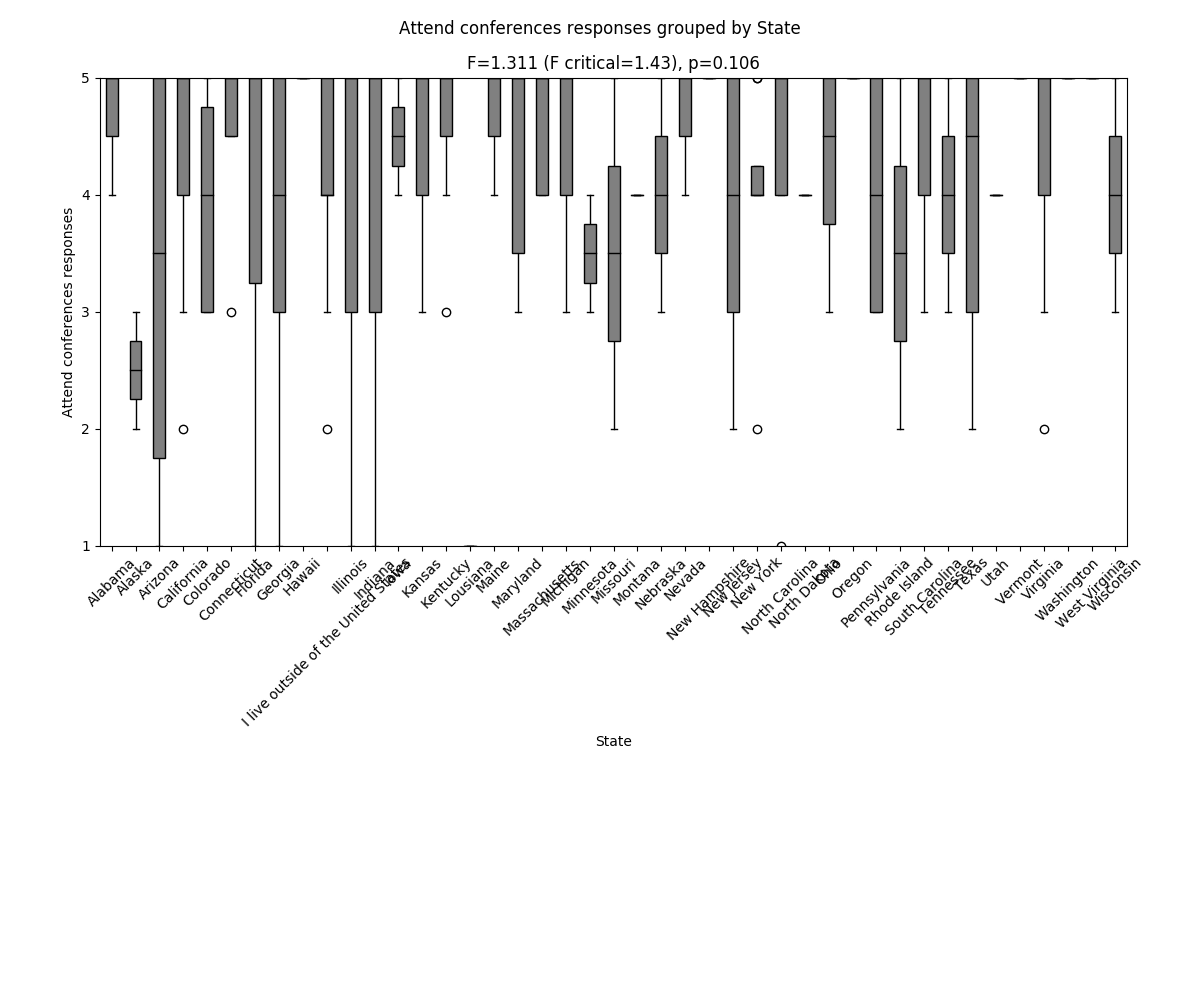 Attend conferences responses grouped by State
F=1.311 (F critical=1.43), p=0.106
5
4
3
2
1
Attend conferences responses
Alabama
Alaska
Arizona
California
Colorado
Connecticut
Florida
Georgia
Hawaii
I live outside of the United States
Illinois
Indiana
Iowa
Kansas
Kentucky
Lousiana
Maine
Maryland
Massachusetts
Michigan
Minnesota
Missouri
Montana
Nebraska
Nevada
New Hampshire
New Jersey
New York
North Carolina
North Dakota
Ohio
Oregon
Pennsylvania
Rhode Island
South Carolina
Tennessee
Texas
Utah
Vermont
Virginia
Washington
West Virginia
Wisconsin
State